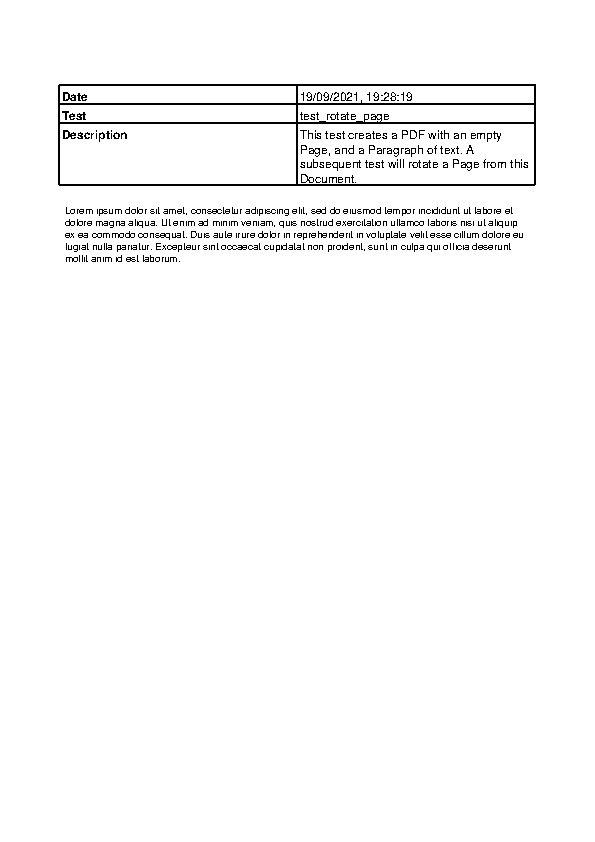 Date 19/09/2021, 19:28:19
Test test_rotate_page
Description This test creates a PDF with an empty
Page, and a Paragraph of text. A
subsequent test will rotate a Page from this
Document.
Lorem ipsum dolor sit amet, consectetur adipiscing elit, sed do eiusmod tempor incididunt ut labore et
dolore magna aliqua. Ut enim ad minim veniam, quis nostrud exercitation ullamco laboris nisi ut aliquip
ex ea commodo consequat. Duis aute irure dolor in reprehenderit in voluptate velit esse cillum dolore eu
fugiat nulla pariatur. Excepteur sint occaecat cupidatat non proident, sunt in culpa qui officia deserunt
mollit anim id est laborum.